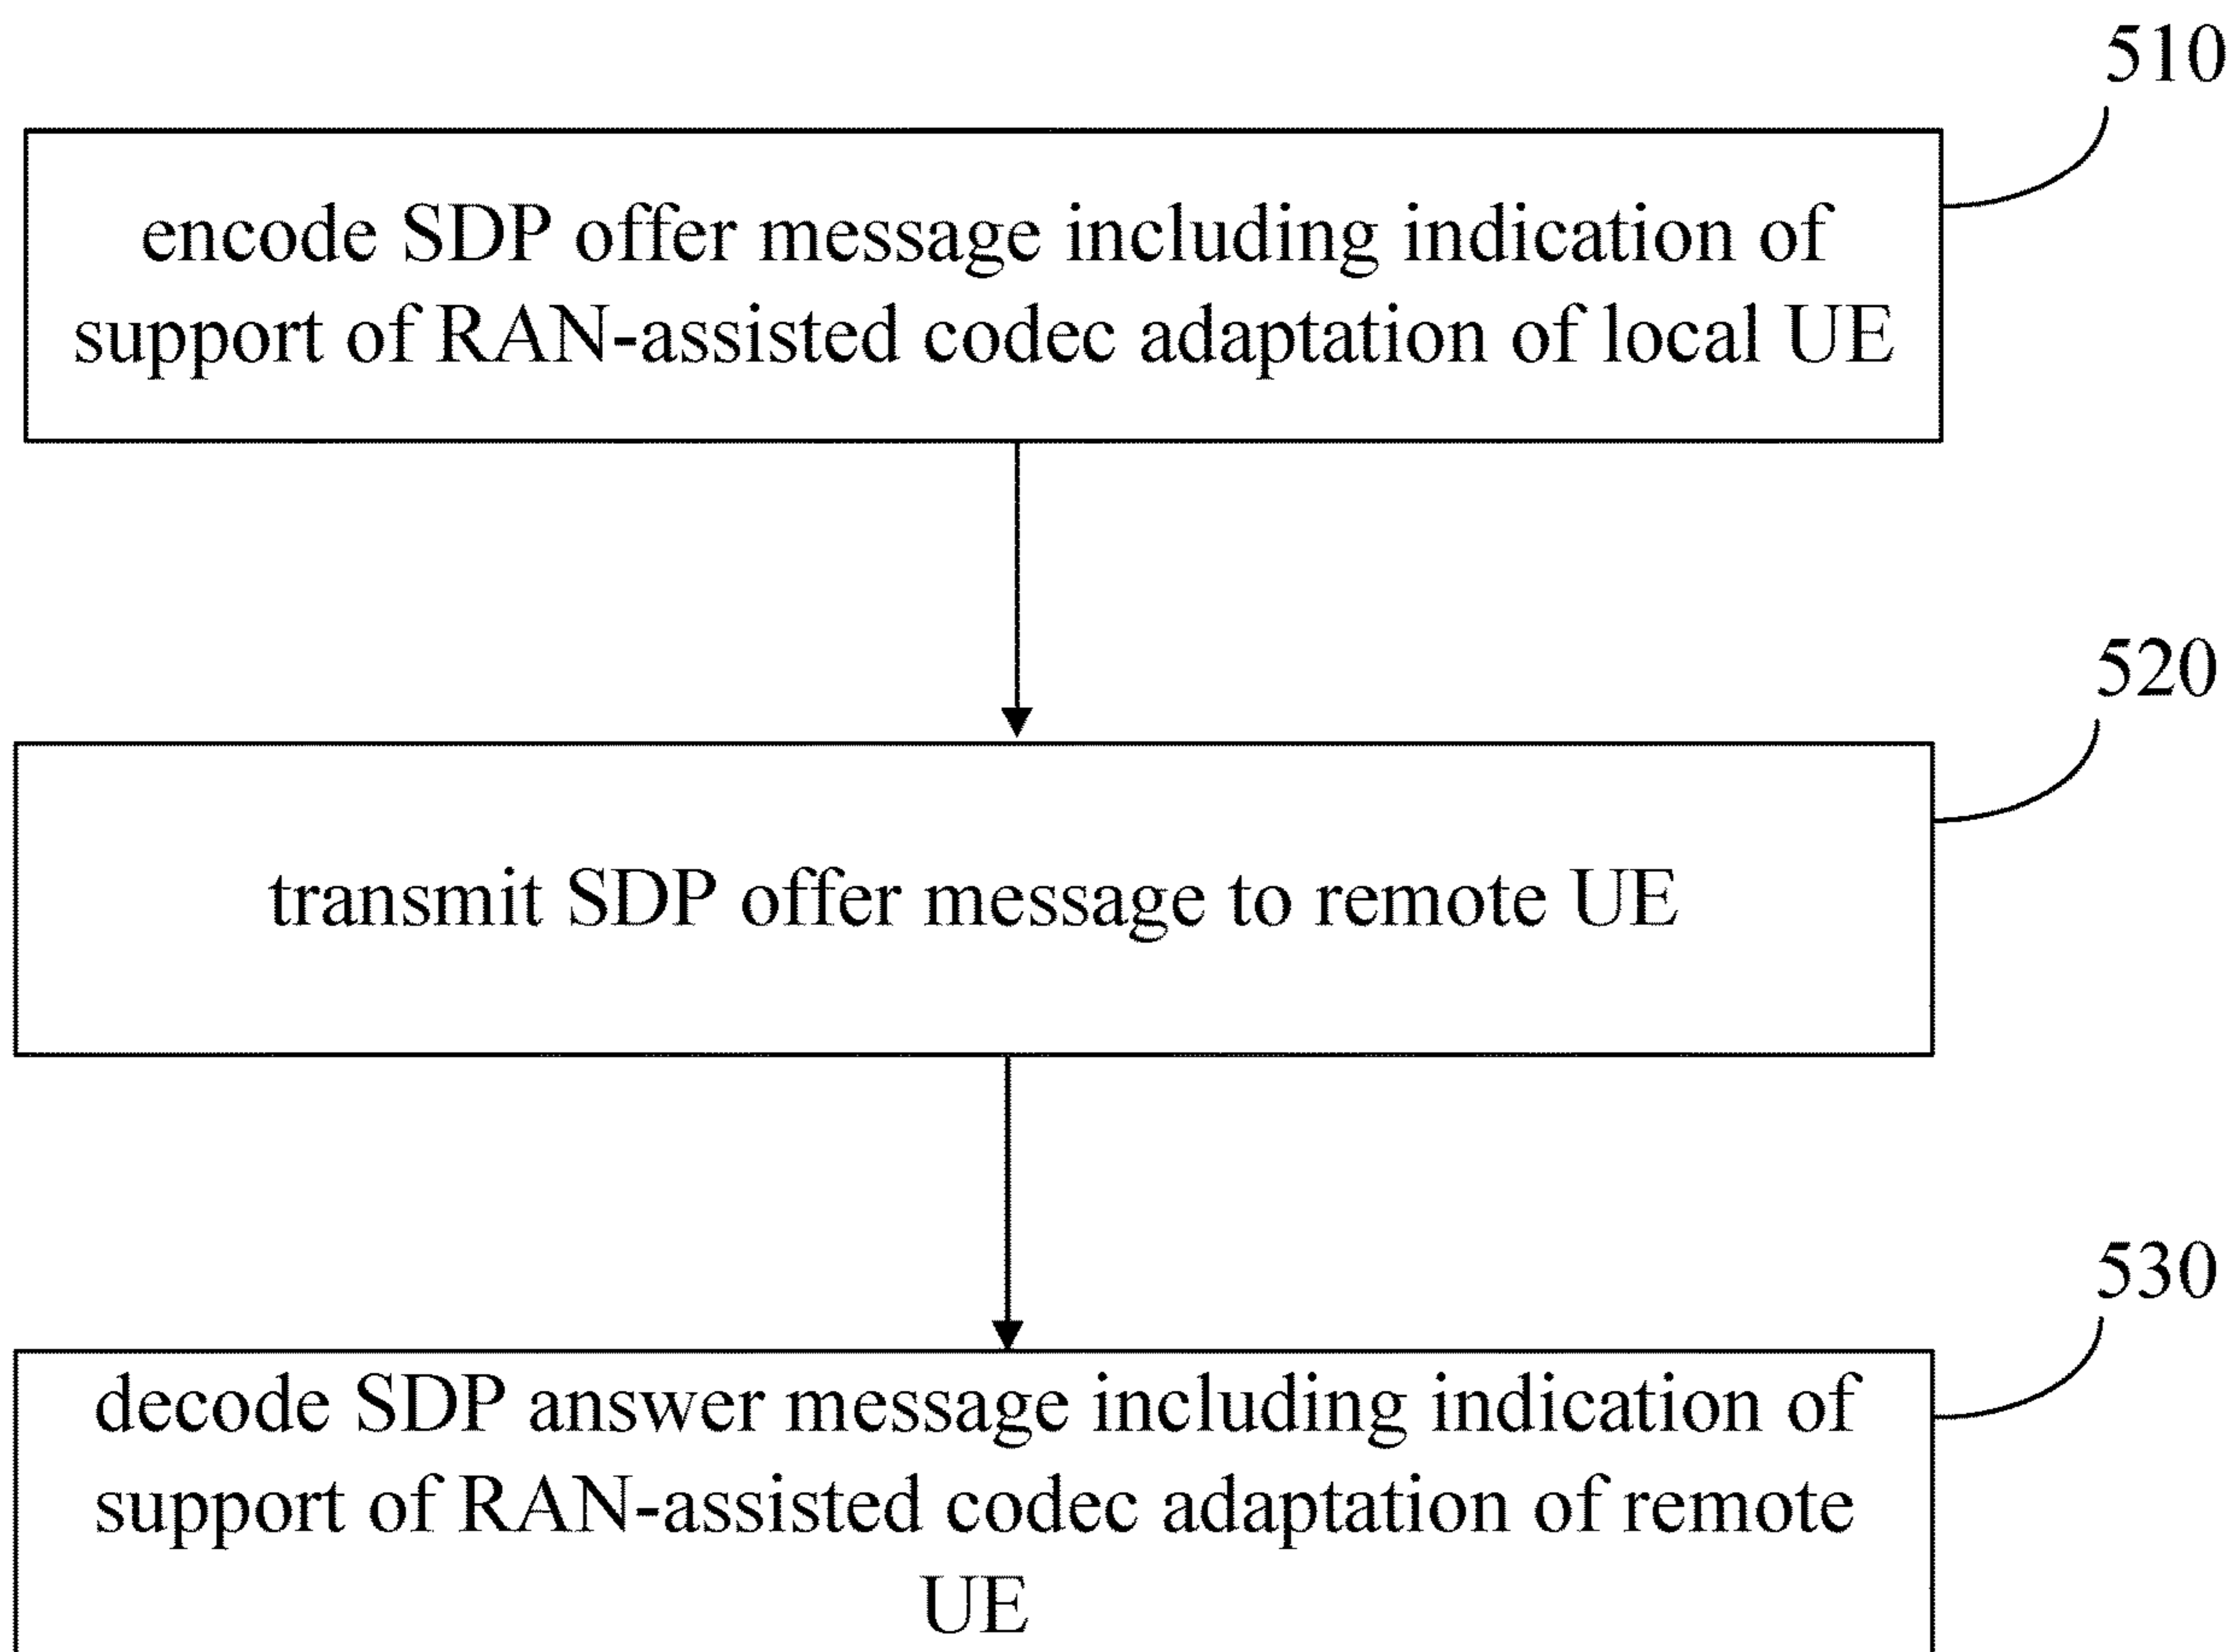 510
encode SDP offer message including indication of
support of RAN-assisted codec adaptation of local UE
520
transmit SDP offer message to remote UE
530
decode SDP answer message including indication of
support of RAN-assisted codec adaptation of remote
UE